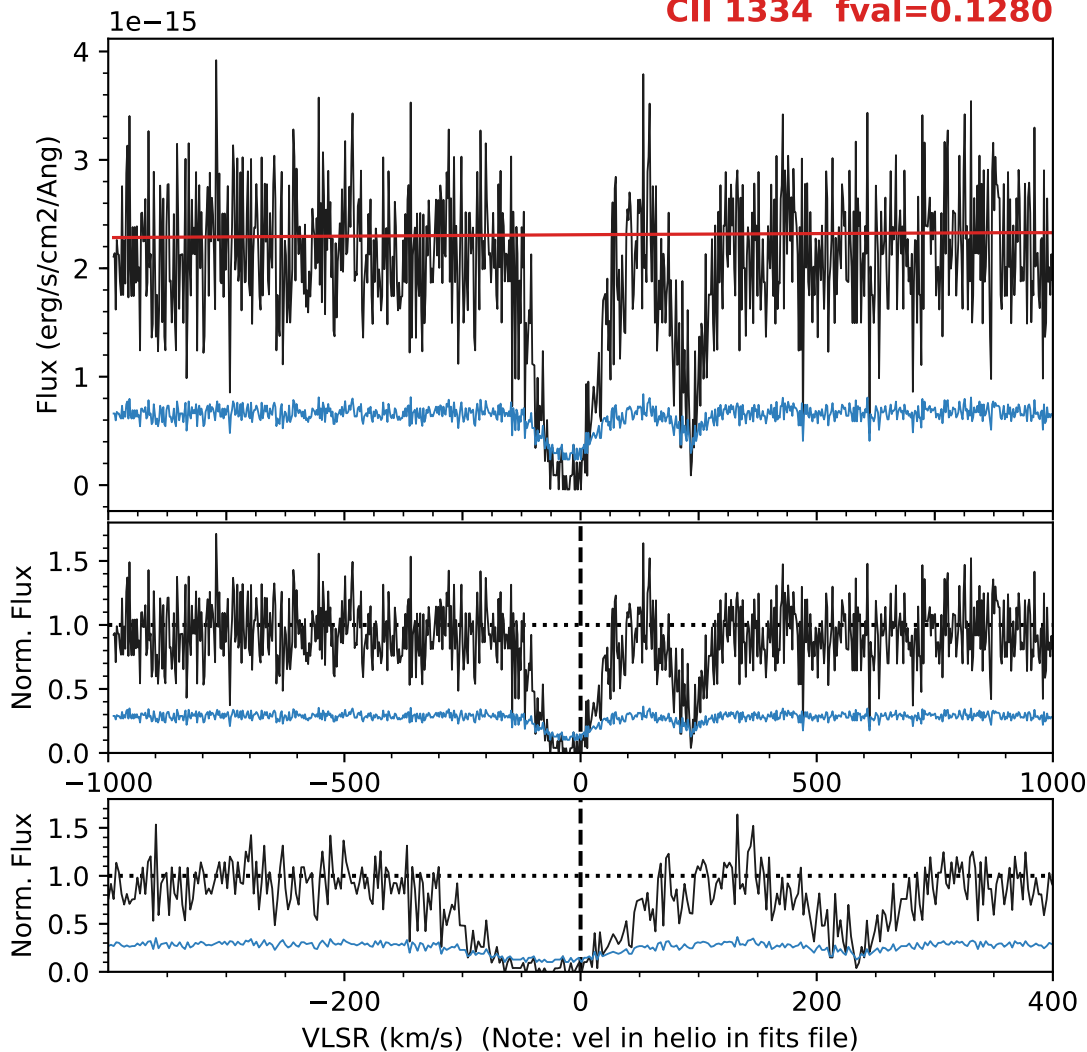 1e−15
CII 1334 fval=0.1280
4
3
2
1
0
Flux (erg/s/cm2/Ang)
1.5
1.0
0.5
0.0
Norm. Flux
−1000 −500 0 500 1000
1.5
1.0
0.5
0.0
Norm. Flux
−200 0 200 400
VLSR (km/s) (Note: vel in helio in fits file)